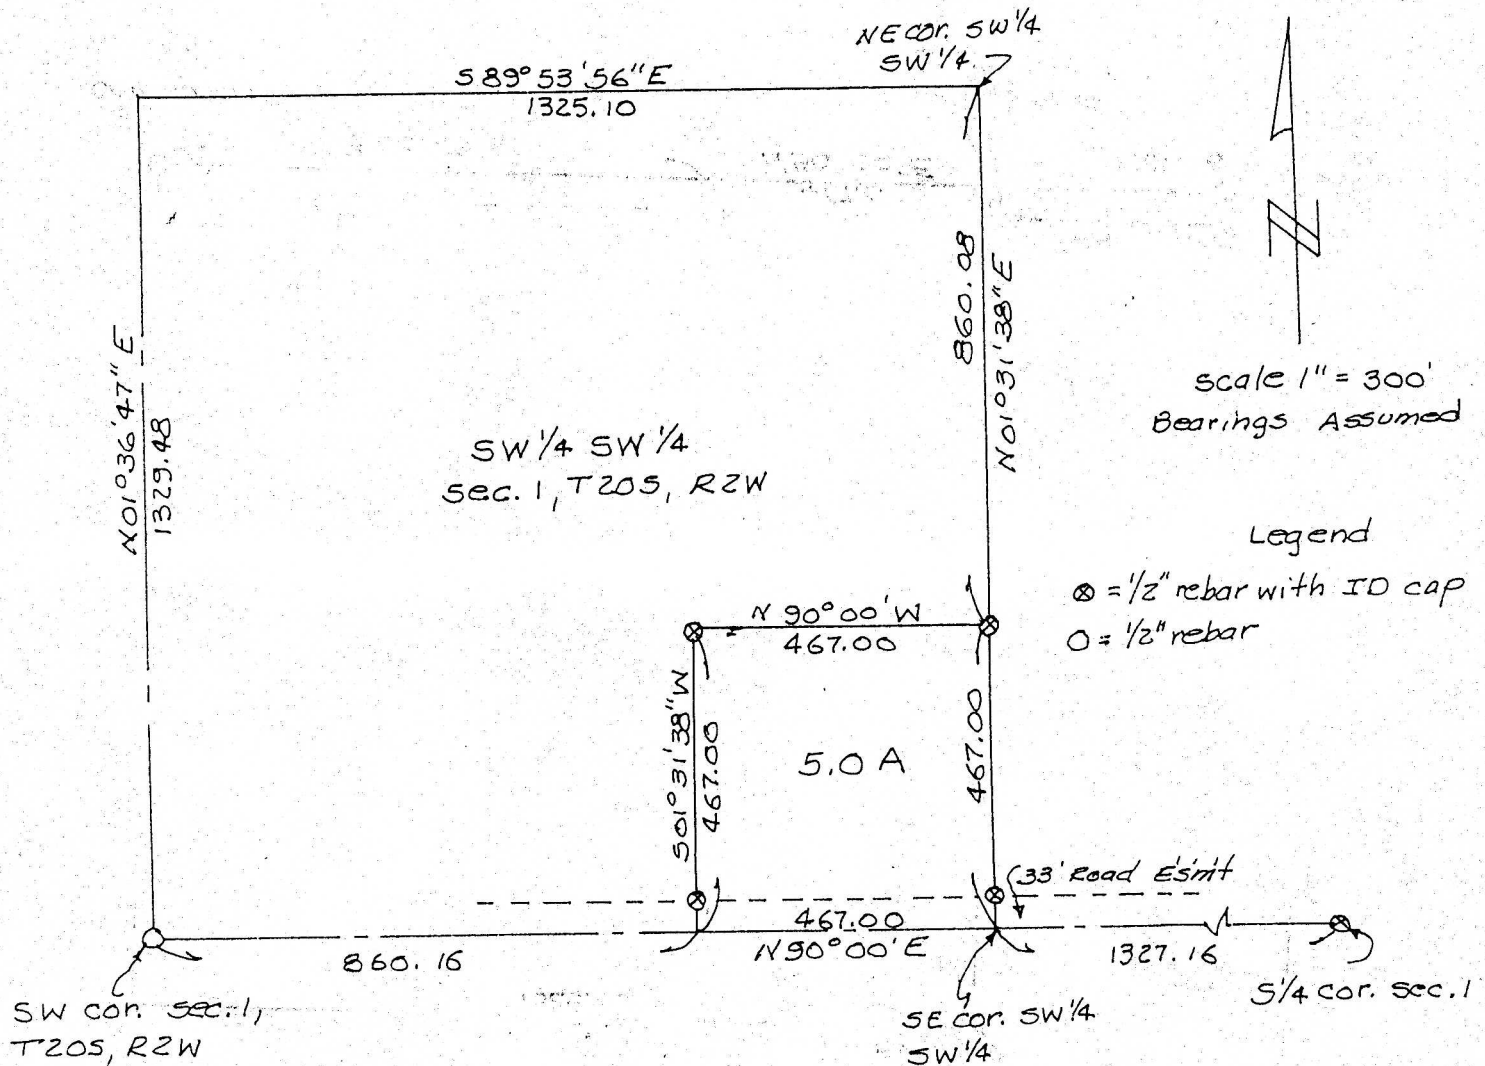 NE cor. SW 1/4
SW 1/4
S 89° 53' 56" E
1325.10
N01° 36' 47" E
1329.48
860.08
N01° 31' 38" E
scale 1" = 300'
Bearings Assumed
SW 1/4 SW 1/4
sec. 1, T20S, R2W
Legend
⊗ = 1/2" rebar with ID cap
O = 1/2" rebar
N 90° 00' W
467.00
S01° 31' 38" W
467.00
5.0 A
467.00
33' Road Es'm't
467.00
N90° 00' E
860.16
1327.16
SW cor. sec. 1,
T20S, R2W
SE cor. SW 1/4
SW 1/4
S 1/4 cor. sec. 1